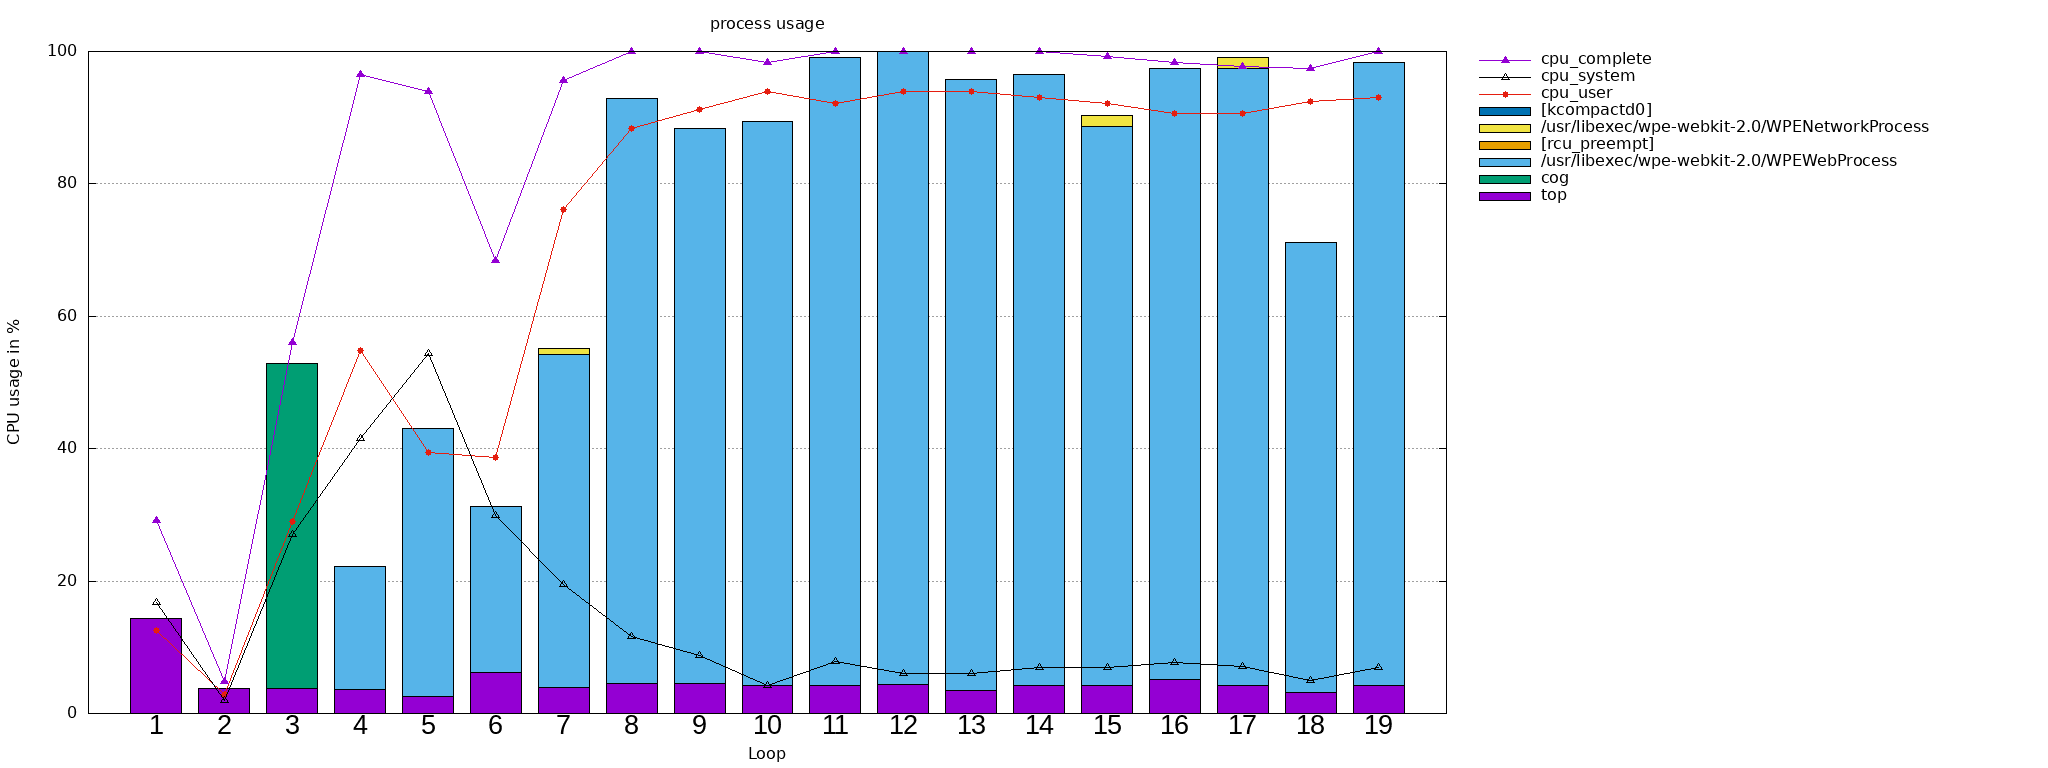 process usage
100
80
60
40
20
0
CPU usage in %
1 2 3 4 5 6 7 8 9 10 11 12 13 14 15 16 17 18 19
Loop
cpu_complete
cpu_system
cpu_user
[kcompactd0]
/usr/libexec/wpe-webkit-2.0/WPENetworkProcess
[rcu_preempt]
/usr/libexec/wpe-webkit-2.0/WPEWebProcess
cog
top